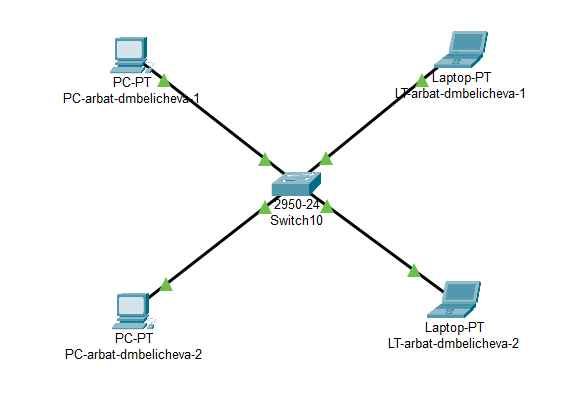 PC-PT
PC-arbat-dmbelicheva-1
Laptop-PT
LT-arbat-dmbelicheva-1
2950-24
Switch10
PC-PT
PC-arbat-dmbelicheva-2
Laptop-PT
LT-arbat-dmbelicheva-2